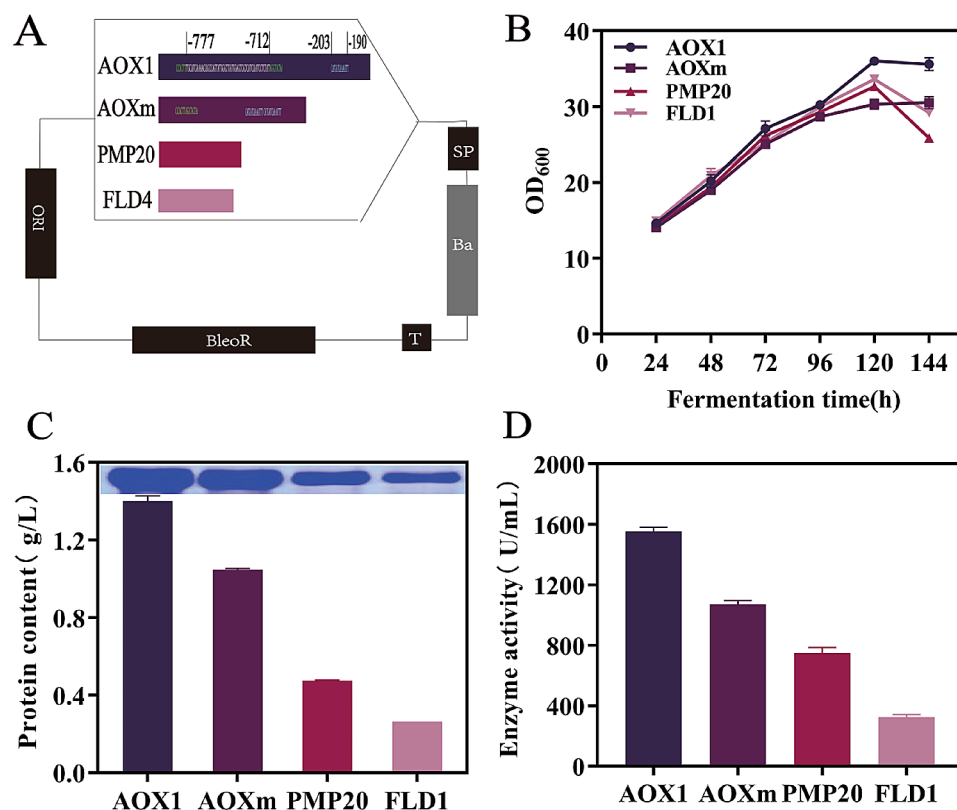 A
-777 -712 -203 -190
AOX1
AOXm
PMP20
FLD4
SP
ORI
Ba
BleoR
T
B
AOX1
AOXm
PMP20
FLD1
OD600
40
30
20
10
0
0 24 48 72 96 120 144
Fermentation time(h)
C
Protein content( g/L)
1.6
1.2
0.8
0.4
0.0
AOX1 AOXm PMP20 FLD1
D
Enzyme activity( U/mL)
2000
1600
1200
800
400
0
AOX1 AOXm PMP20 FLD1